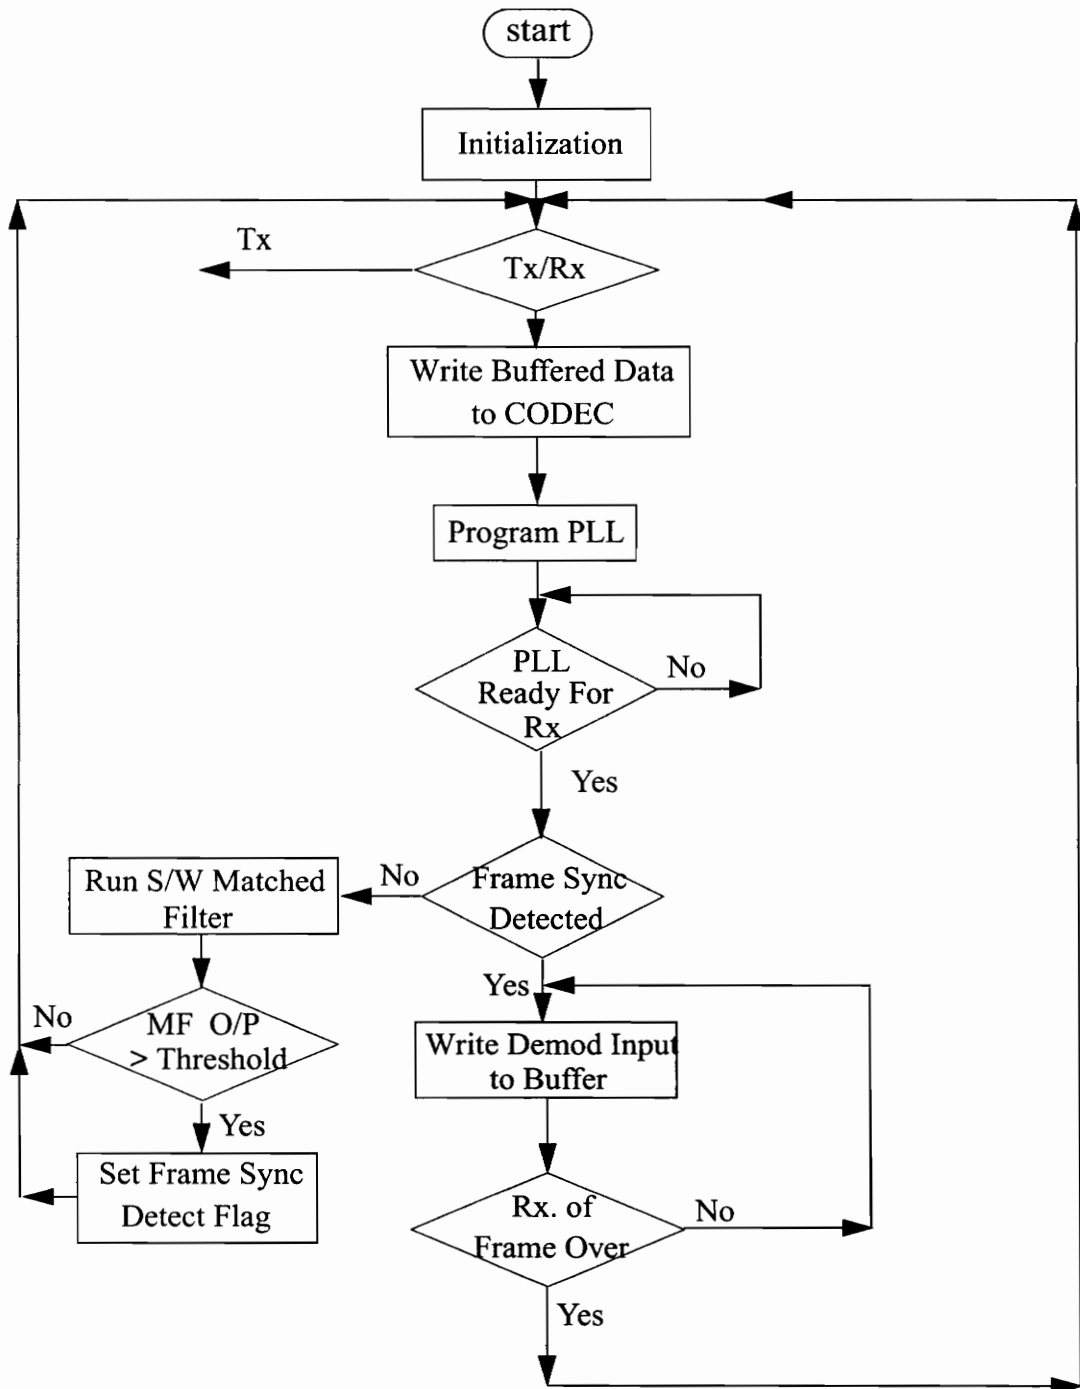 start
Initialization
Tx
Tx/Rx
Write Buffered Data
to CODEC
Program PLL
PLL
Ready For
Rx
No
Yes
Frame Sync
Detected
No
Run S/W Matched
Filter
MF O/P
> Threshold
No
Yes
Set Frame Sync
Detect Flag
Yes
Write Demod Input
to Buffer
Rx. of
Frame Over
No
Yes